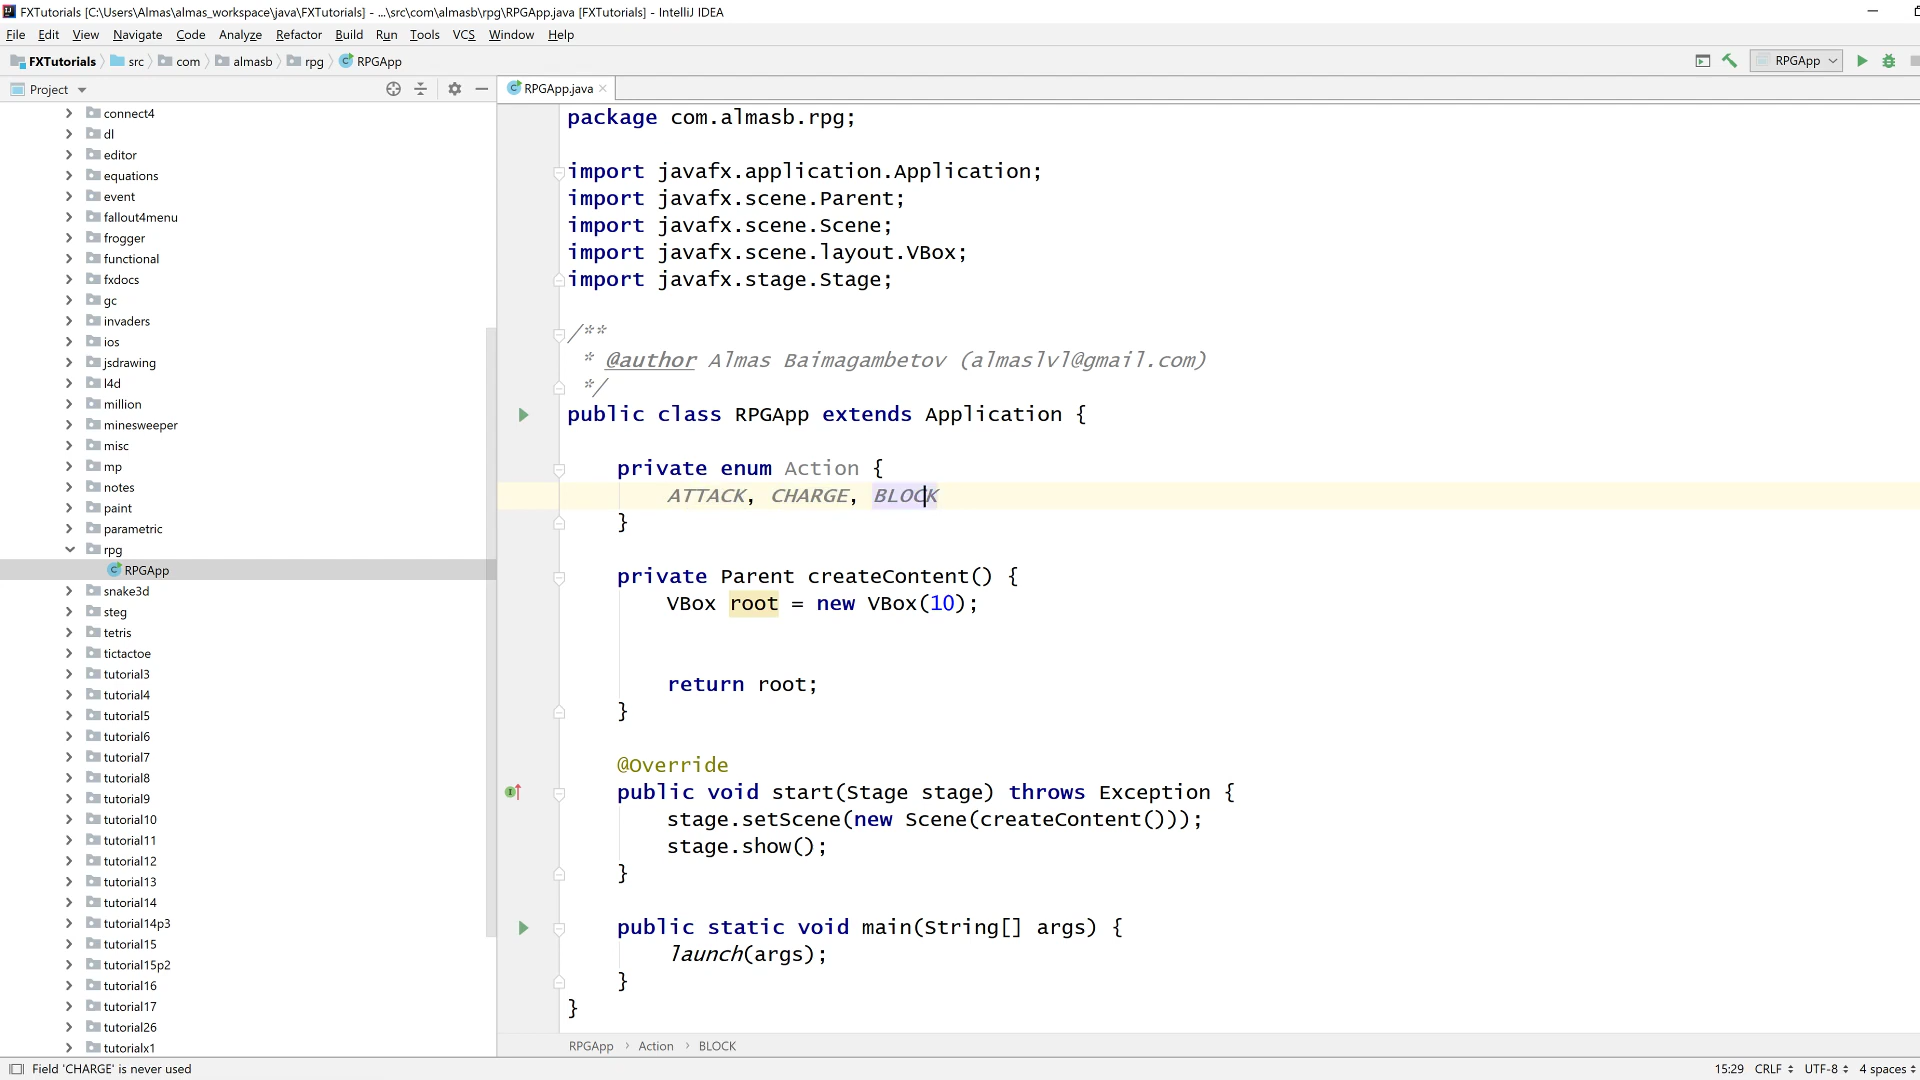 FXTutorials [C:\Users\Almas\almas_workspace\java\FXTutorials] - ...\src\com\almasb\rpg\RPGApp.java [FXTutorials] - IntelliJ IDEA
File Edit View Navigate Code Analyze Refactor Build Run Tools VCS Window Help
FXTutorials src com almasb rpg RPGApp RPGApp
Project
RPGApp.java
connect4
dl
editor
equations
event
fallout4menu
frogger
functional
fxdocs
gc
invaders
ios
jsdrawing
l4d
million
minesweeper
misc
mp
notes
paint
parametric
rpg
RPGApp
snake3d
steg
tetris
tictactoe
tutorial3
tutorial4
tutorial5
tutorial6
tutorial7
tutorial8
tutorial9
tutorial10
tutorial11
tutorial12
tutorial13
tutorial14
tutorial14p3
tutorial15
tutorial15p2
tutorial16
tutorial17
tutorial26
tutorialx1
package com.almasb.rpg;
import javafx.application.Application;
import javafx.scene.Parent;
import javafx.scene.Scene;
import javafx.scene.layout.VBox;
import javafx.stage.Stage;
/**
* @author Almas Baimagambetov (almaslvl@gmail.com)
*/
public class RPGApp extends Application {
private enum Action {
ATTACK, CHARGE, BLOCK
}
private Parent createContent() {
VBox root = new VBox(10);
return root;
}
@Override
public void start(Stage stage) throws Exception {
stage.setScene(new Scene(createContent()));
stage.show();
}
public static void main(String[] args) {
launch(args);
}
}
RPGApp › Action › BLOCK
Field 'CHARGE' is never used 15:29 CRLF UTF-8 4 spaces